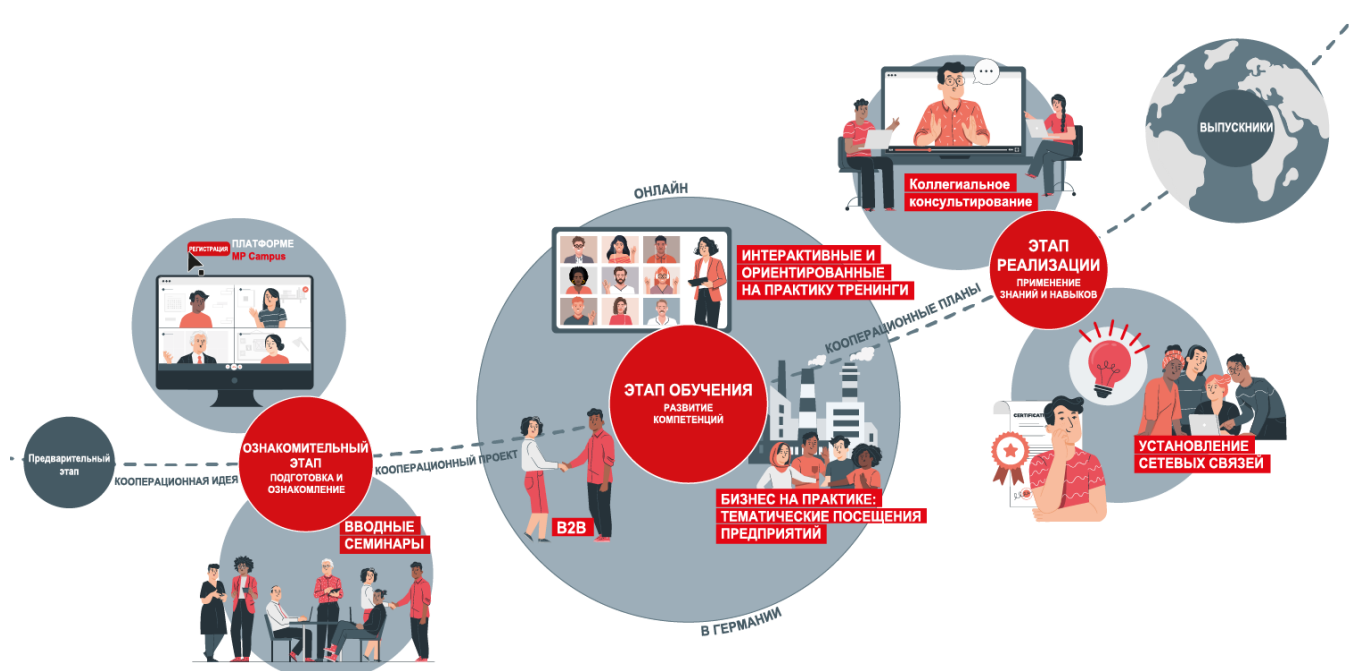 Предварительный
этап
КООПЕРАЦИОННАЯ ИДЕЯ
РЕГИСТРАЦИЯ
ПЛАТФОРМЕ
MP Campus
ОЗНАКОМИТЕЛЬНЫЙ
ЭТАП
ПОДГОТОВКА И
ОЗНАКОМЛЕНИЕ
ВВОДНЫЕ
СЕМИНАРЫ
КООПЕРАЦИОННЫЙ ПРОЕКТ
ОНЛАЙН
ИНТЕРАКТИВНЫЕ И
ОРИЕНТИРОВАННЫЕ
НА ПРАКТИКУ ТРЕНИНГИ
ЭТАП ОБУЧЕНИЯ
РАЗВИТИЕ
КОМПЕТЕНЦИЙ
B2B
БИЗНЕС НА ПРАКТИКЕ:
ТЕМАТИЧЕСКИЕ ПОСЕЩЕНИЯ
ПРЕДПРИЯТИЙ
В ГЕРМАНИИ
КООПЕРАЦИОННЫЕ ПЛАНЫ
Коллегиальное
консультирование
ЭТАП
РЕАЛИЗАЦИИ
ПРИМЕНЕНИЕ
ЗНАНИЙ И НАВЫКОВ
CERTIFICAT
УСТАНОВЛЕНИЕ
СЕТЕВЫХ СВЯЗЕЙ
ВЫПУСКНИКИ